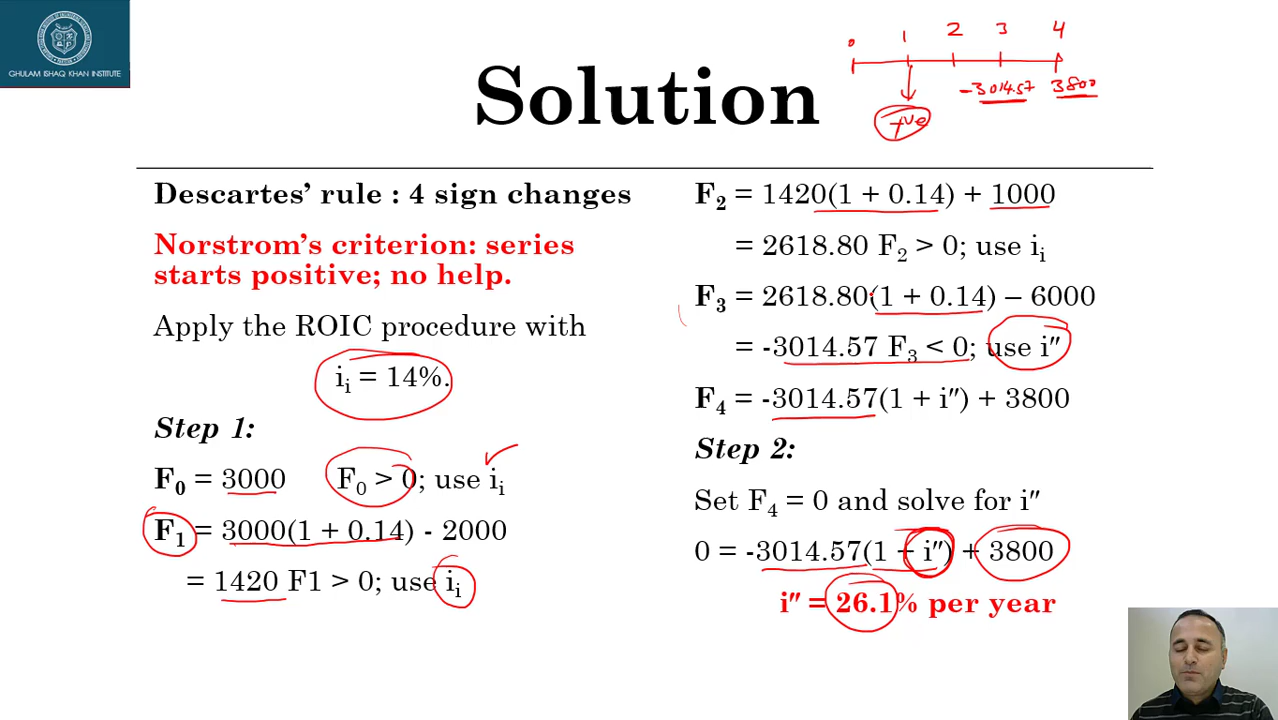 GHULAM ISHAQ KHAN INSTITUTE
0 1 2 3 4
-3014.57 3800
+ve
Solution
Descartes’ rule : 4 sign changes
Norstrom’s criterion: series
starts positive; no help.
Apply the ROIC procedure with
iᵢ = 14%.
Step 1:
F₀ = 3000 F₀ > 0; use iᵢ
F₁ = 3000(1 + 0.14) - 2000
= 1420 F1 > 0; use iᵢ
F₂ = 1420(1 + 0.14) + 1000
= 2618.80 F₂ > 0; use iᵢ
F₃ = 2618.80(1 + 0.14) – 6000
= -3014.57 F₃ < 0; use i″
F₄ = -3014.57(1 + i″) + 3800
Step 2:
Set F₄ = 0 and solve for i″
0 = -3014.57(1 + i″) + 3800
i″ = 26.1% per year